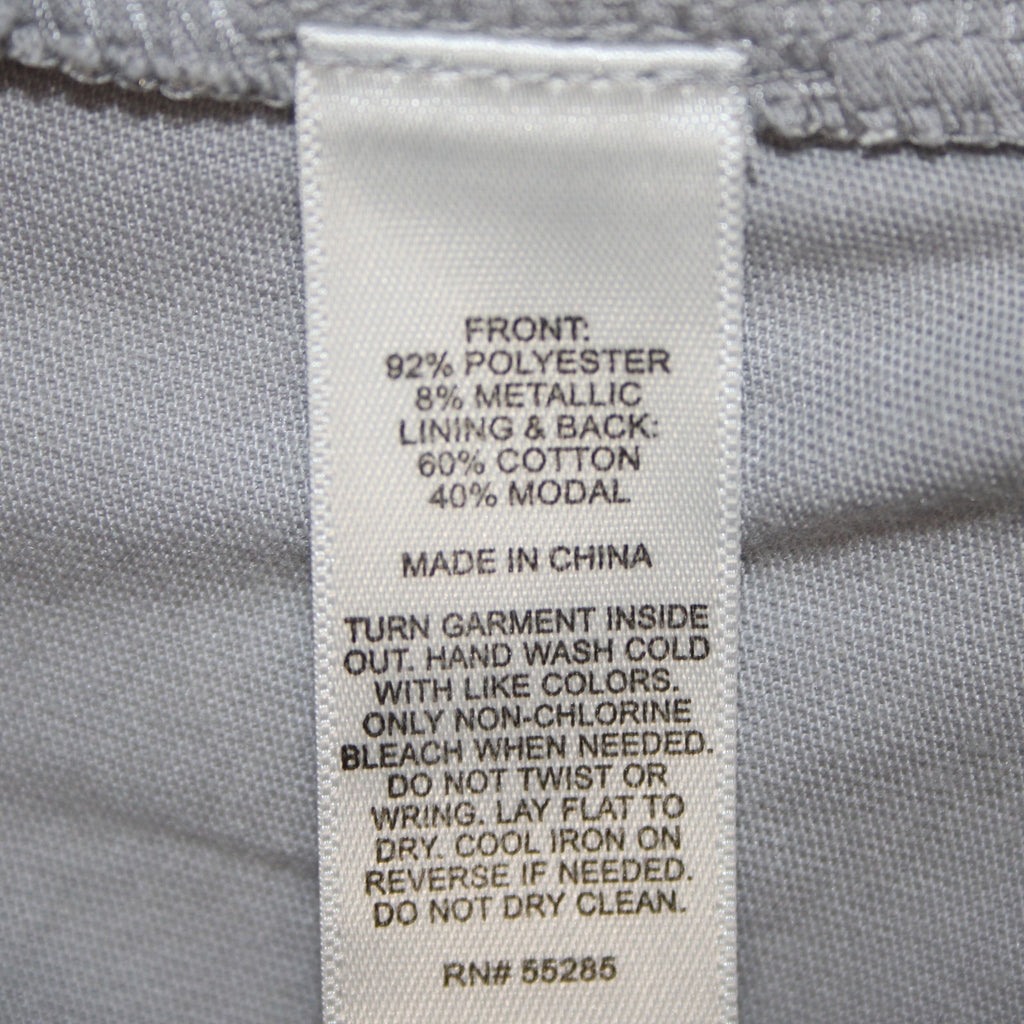 FRONT:
92% POLYESTER
8% METALLIC
LINING & BACK:
60% COTTON
40% MODAL
MADE IN CHINA
TURN GARMENT INSIDE
OUT. HAND WASH COLD
WITH LIKE COLORS.
ONLY NON-CHLORINE
BLEACH WHEN NEEDED.
DO NOT TWIST OR
WRING. LAY FLAT TO
DRY. COOL IRON ON
REVERSE IF NEEDED.
DO NOT DRY CLEAN.
RN# 55285